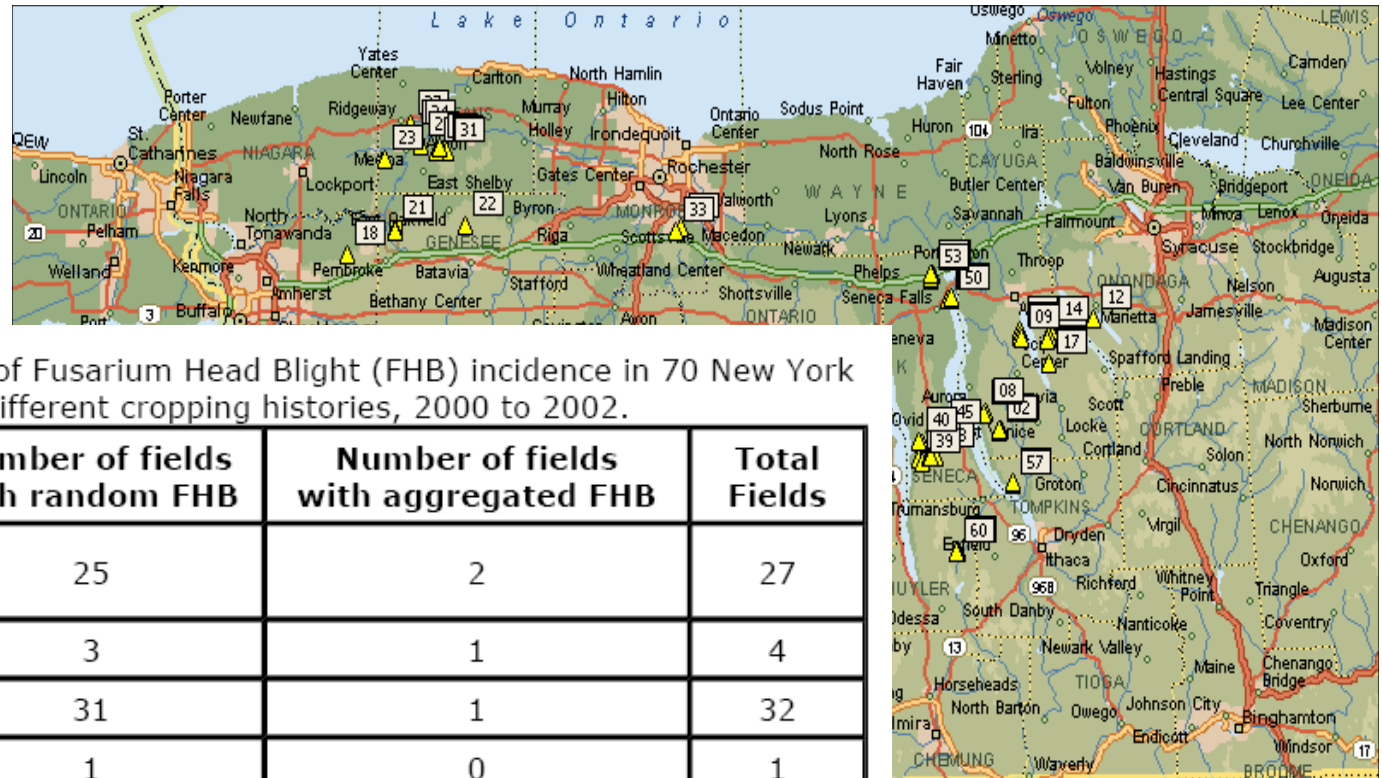 Lake Ontario
Oswego
Oswego
OSWEGO
LEWIS
Minetto
Yates
Center
Carlton
North Hamlin
Fair
Haven
Sterling
Volney
Hastings
Camden
Central Square
Lee Center
Porter
Center
Newfane
Ridgeway
Murray
Hilton
Ontario
Center
Sodus Point
Fulton
QEW
St.
Catharines
NIAGARA
23
31
Holley
Irondequoit
Huron
104
Ira
Phoenix
Cleveland
Churchville
Lincoln
Niagara
Falls
Lockport
East Shelby
Gates Center
Rochester
North Rose
CAYUGA
Baldwinsville
Butler Center
Van Buren
Bridgeport
ONEIDA
ONTARIO
20
Pelham
North
Tonawanda
21
22
Byron
33
Walworth
WAYNE
Lyons
Savannah
Fairmount
Minoa
Lenox
Oneida
18
GENESEE
Riga
Scottsville
Macedon
Newark
53
Syracuse
Stockbridge
Welland
Kenmore
Pembroke
Batavia
Wheatland Center
Phelps
50
Throop
ONONDAGA
Augusta
Amherst
Stafford
Bethany Center
Shortsville
Seneca Falls
12
Nelson
3
Buffalo
Avon
ONTARIO
09
14
Marietta
Jamesville
Madison
Center
17
Spafford Landing
of Fusarium Head Blight (FHB) incidence in 70 New York
ifferent cropping histories, 2000 to 2002.
mber of fields
h random FHB
Number of fields
with aggregated FHB
Total
Fields
25 2 27
3 1 4
31 1 32
1 0 1
08
02
Aurora
Preble
MADISON
Scott
Sherburne
Ovid
40
45
39
Locke
CORTLAND
Cortland
Solon
North Norwich
SENECA
57
Groton
Cincinnatus
Norwich
Trumansburg
TOMPKINS
60
96
Dryden
Virgil
CHENANGO
Ithaca
Oxford
96B
Richford
Whitney
Point
Triangle
South Danby
Nanticoke
Coventry
13
Newark Valley
Maine
Chenango
Bridge
Horseheads
TIOGA
North Barton
Owego
Johnson City
Binghamton
Endicott
Windsor
17
CHEMUNG
Waverly
BROOME